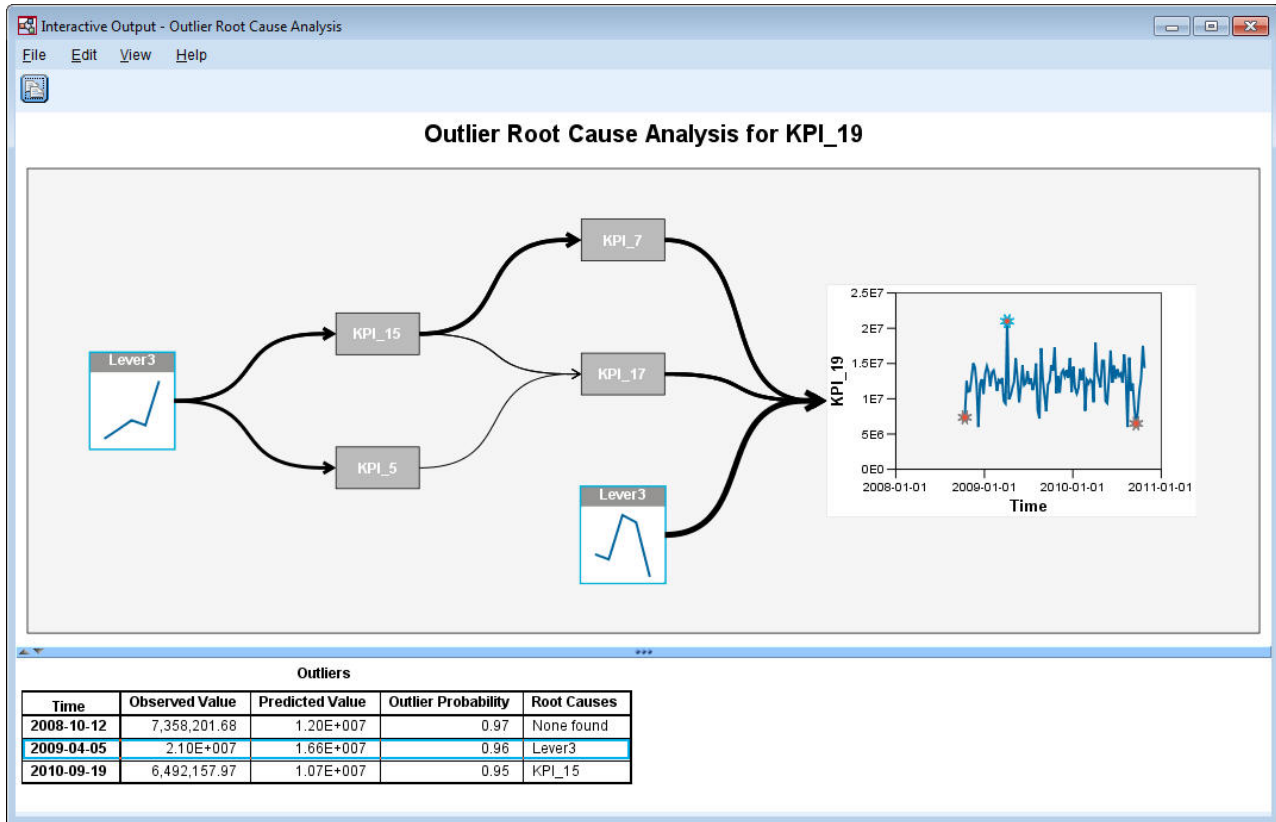 Interactive Output - Outlier Root Cause Analysis
File Edit View Help
Outlier Root Cause Analysis for KPI_19
KPI_7
KPI_15
KPI_17
Lever3
KPI_5
Lever3
KPI_19
2.5E7
2E7
1.5E7
1E7
5E6
0E0
2008-01-01 2009-01-01 2010-01-01 2011-01-01
Time
Outliers
Time Observed Value Predicted Value Outlier Probability Root Causes
2008-10-12 7,358,201.68 1.20E+007 0.97 None found
2009-04-05 2.10E+007 1.66E+007 0.96 Lever3
2010-09-19 6,492,157.97 1.07E+007 0.95 KPI_15